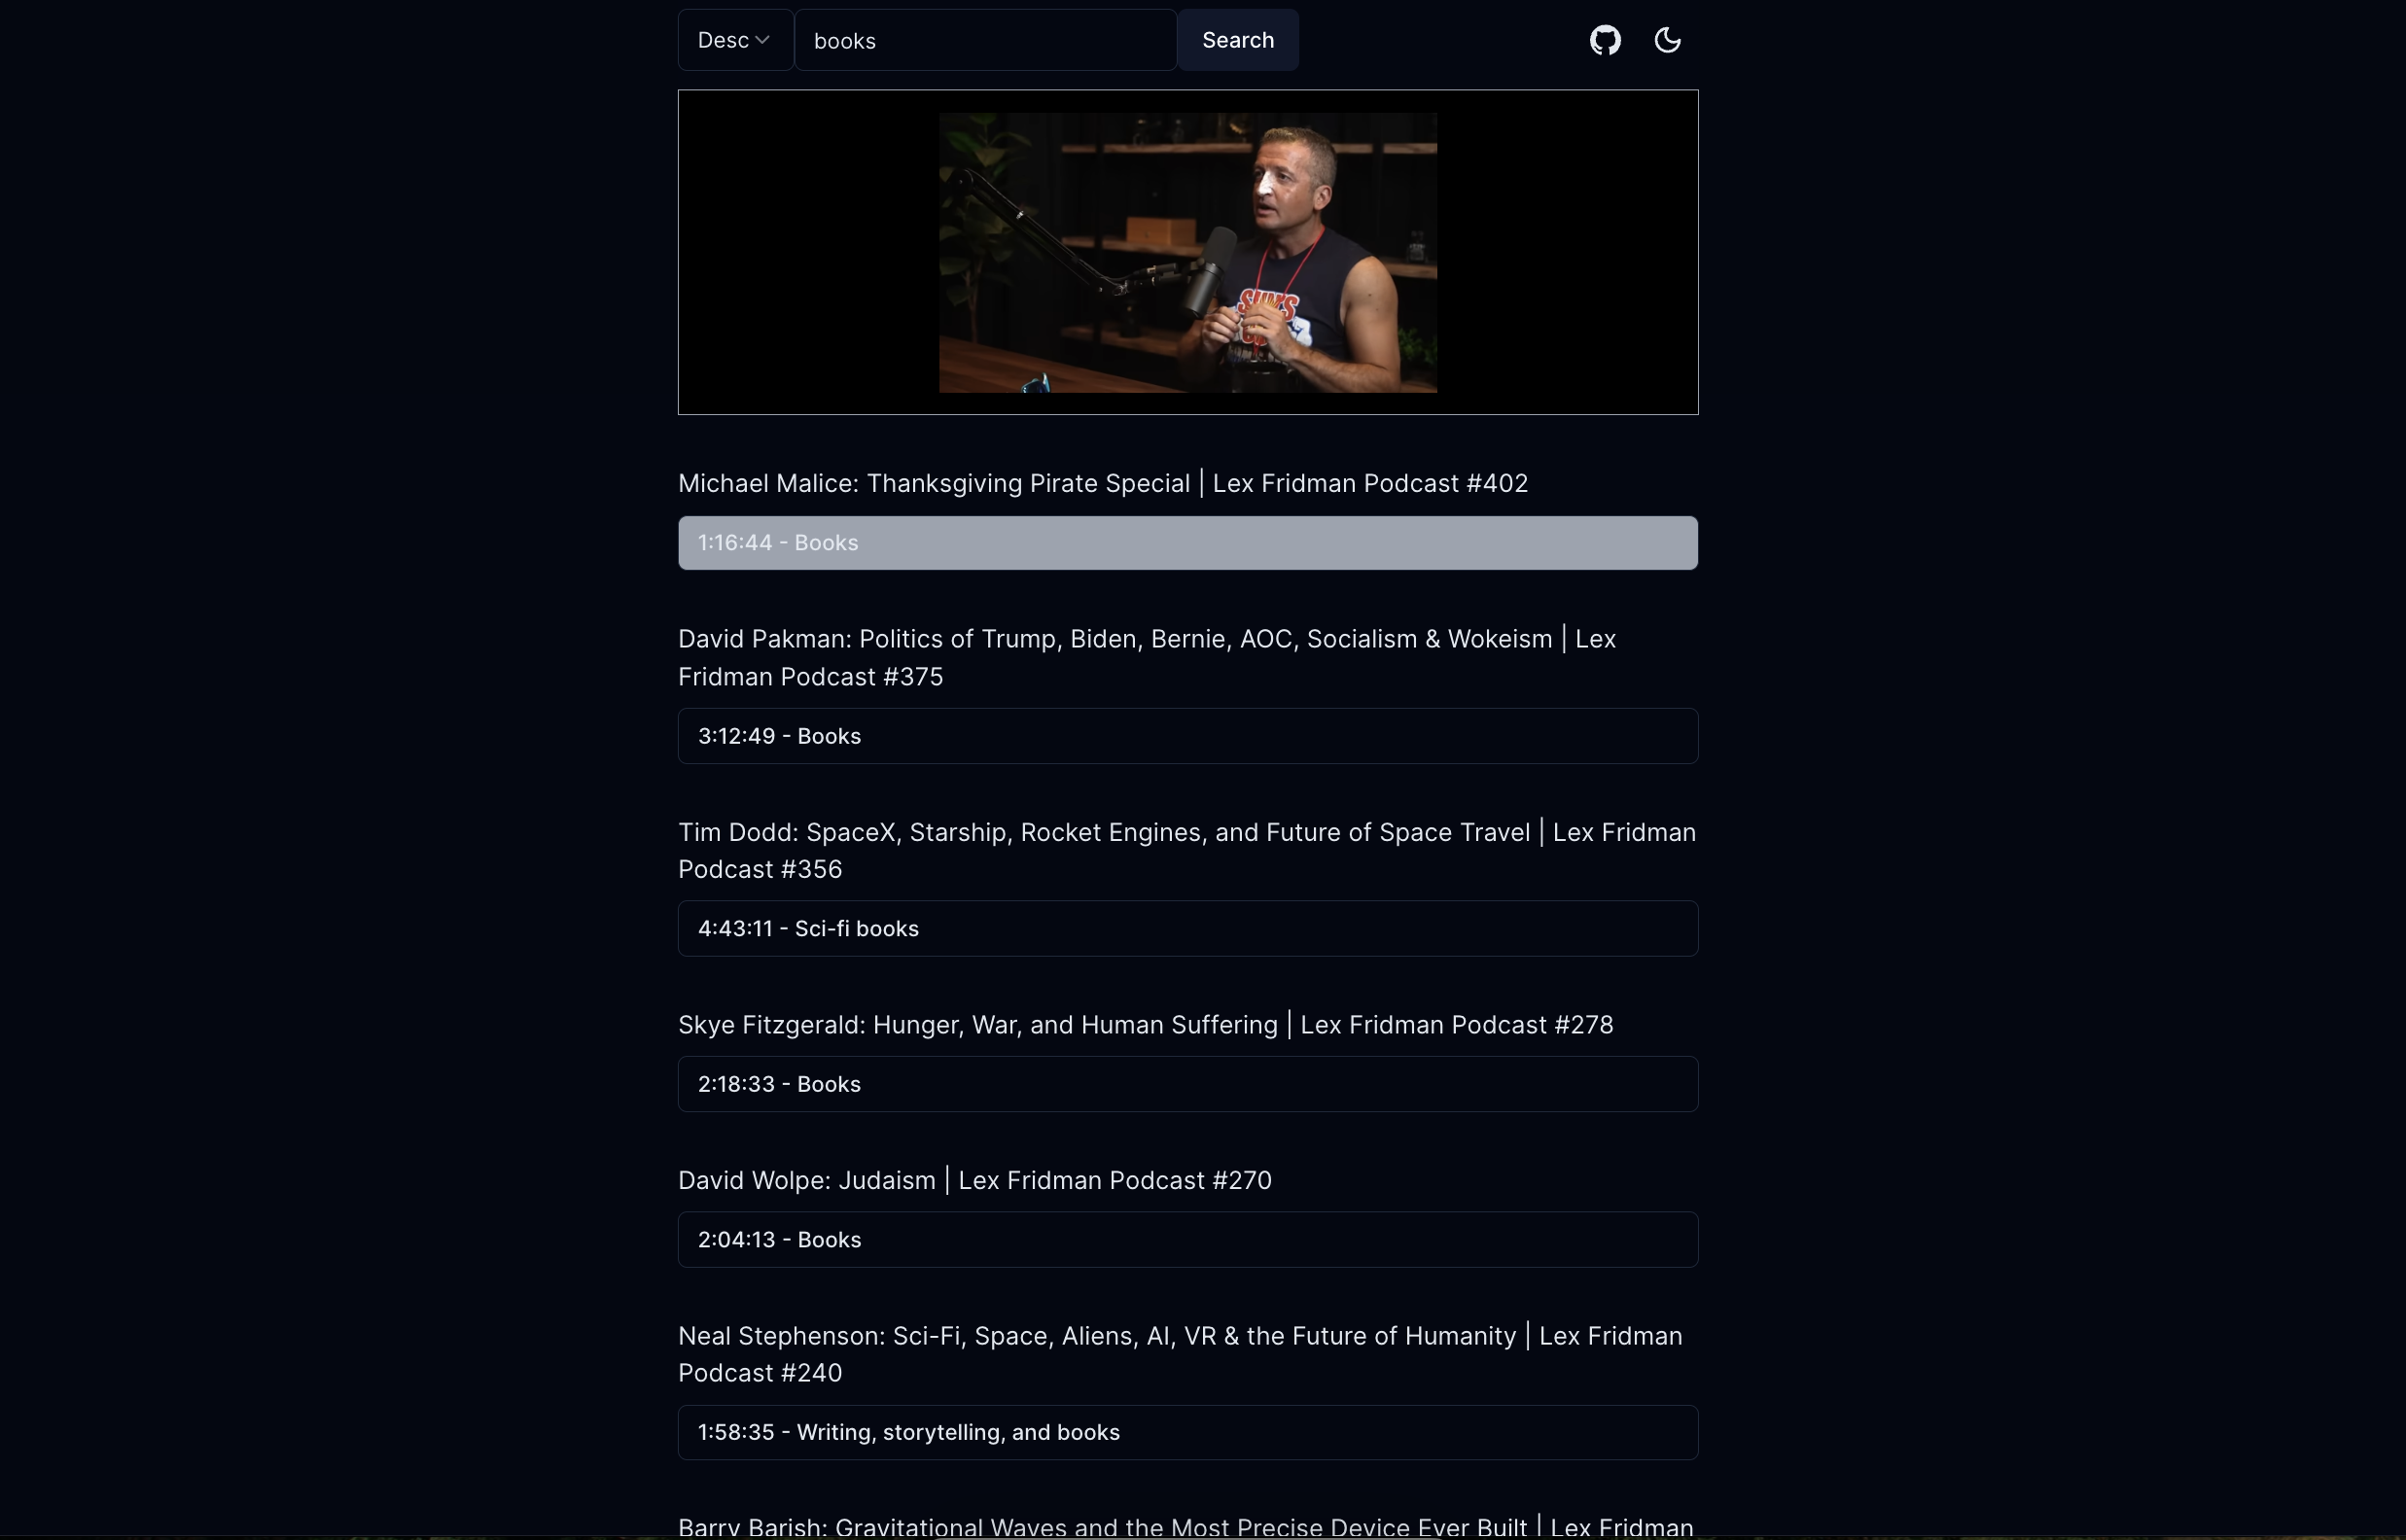 Desc books Search
Michael Malice: Thanksgiving Pirate Special | Lex Fridman Podcast #402
1:16:44 - Books
David Pakman: Politics of Trump, Biden, Bernie, AOC, Socialism & Wokeism | Lex
Fridman Podcast #375
3:12:49 - Books
Tim Dodd: SpaceX, Starship, Rocket Engines, and Future of Space Travel | Lex Fridman
Podcast #356
4:43:11 - Sci-fi books
Skye Fitzgerald: Hunger, War, and Human Suffering | Lex Fridman Podcast #278
2:18:33 - Books
David Wolpe: Judaism | Lex Fridman Podcast #270
2:04:13 - Books
Neal Stephenson: Sci-Fi, Space, Aliens, AI, VR & the Future of Humanity | Lex Fridman
Podcast #240
1:58:35 - Writing, storytelling, and books
Barry Barish: Gravitational Waves and the Most Precise Device Ever Built | Lex Fridman